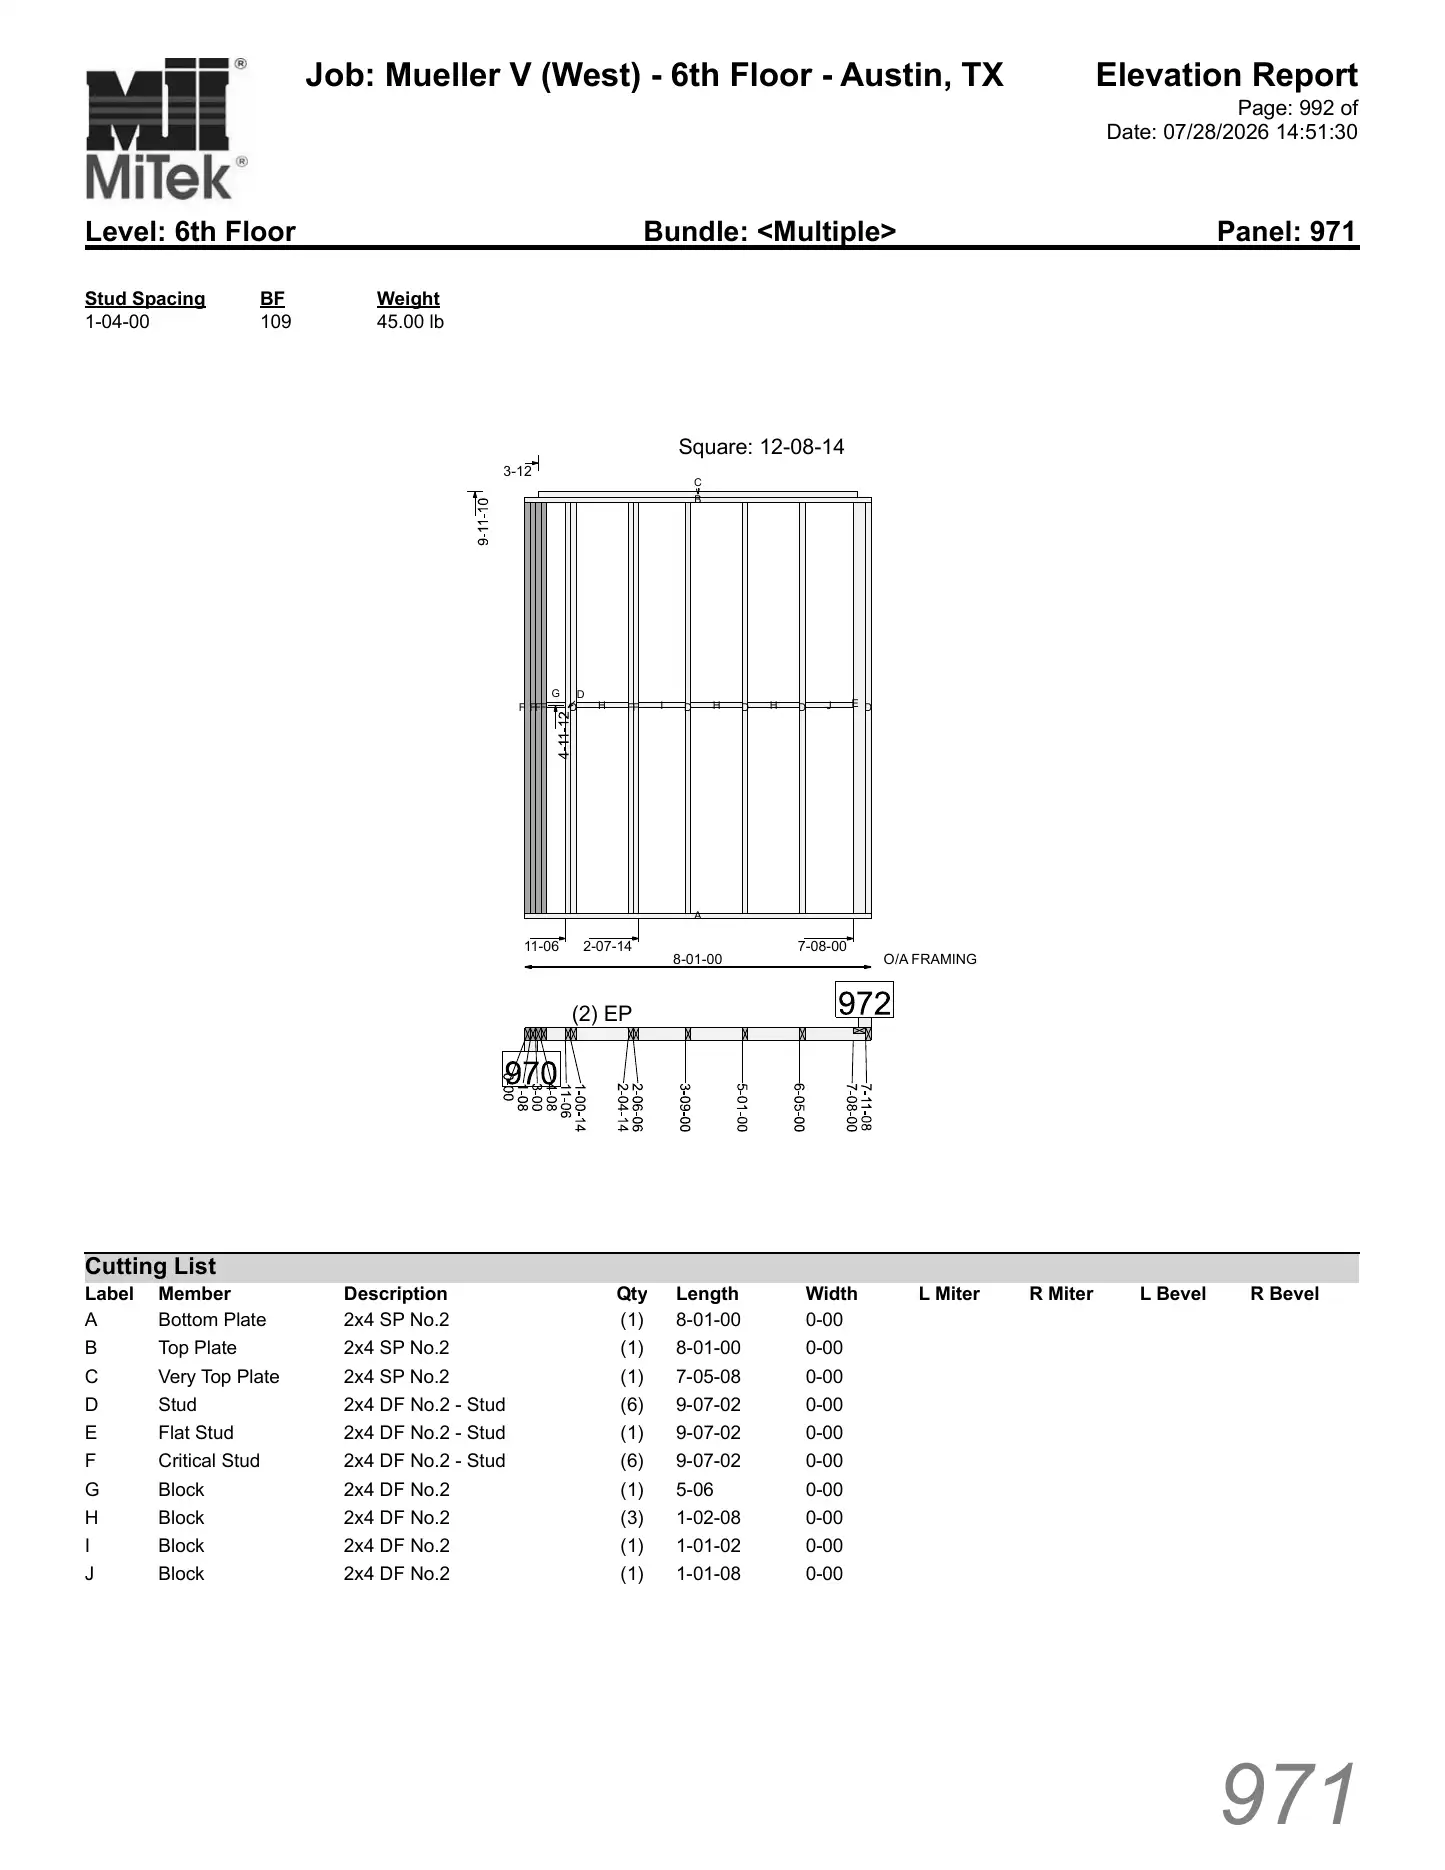 MiTek®
Job: Mueller V (West) - 6th Floor - Austin, TX
Elevation Report
Page: 992 of
Date: 07/28/2026 14:51:30
Level: 6th Floor Bundle: <Multiple> Panel: 971
Stud Spacing BF Weight
1-04-00 109 45.00 lb
Square: 12-08-14
3-12
C
B
9-11-10
G D
F F F H I D H D H D J E D
4-11-12
A
11-06 2-07-14 7-08-00
8-01-00 O/A FRAMING
972
(2) EP
970
1-08 3-00 4-08 11-06 1-00-14 2-04-14 2-06-06 3-09-00 5-01-00 6-05-00 7-08-00 7-11-08
Cutting List
Label Member Description Qty Length Width L Miter R Miter L Bevel R Bevel
A Bottom Plate 2x4 SP No.2 (1) 8-01-00 0-00
B Top Plate 2x4 SP No.2 (1) 8-01-00 0-00
C Very Top Plate 2x4 SP No.2 (1) 7-05-08 0-00
D Stud 2x4 DF No.2 - Stud (6) 9-07-02 0-00
E Flat Stud 2x4 DF No.2 - Stud (1) 9-07-02 0-00
F Critical Stud 2x4 DF No.2 - Stud (6) 9-07-02 0-00
G Block 2x4 DF No.2 (1) 5-06 0-00
H Block 2x4 DF No.2 (3) 1-02-08 0-00
I Block 2x4 DF No.2 (1) 1-01-02 0-00
J Block 2x4 DF No.2 (1) 1-01-08 0-00
971